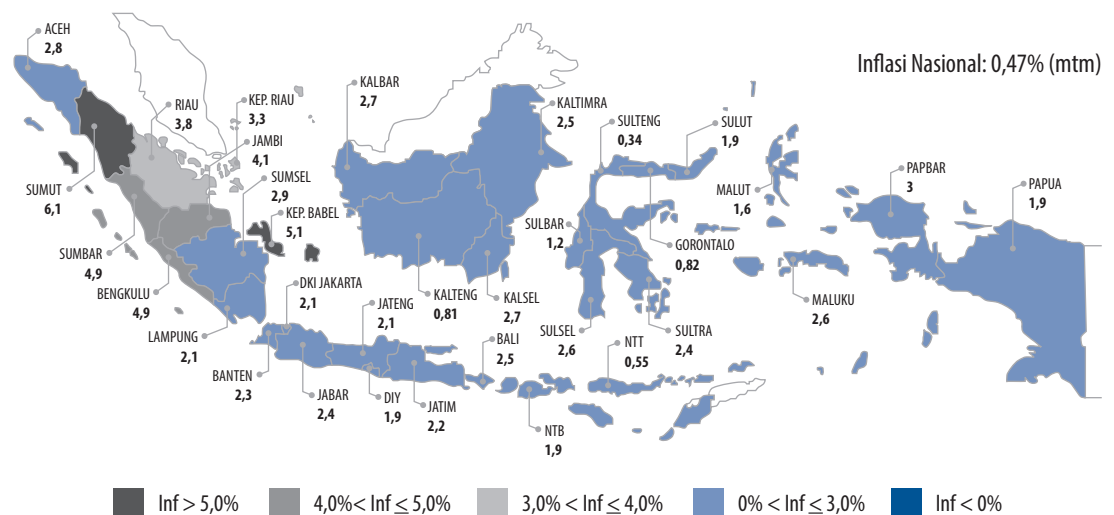 Inflasi Nasional: 0,47% (mtm)
ACEH
2,8
RIAU
3,8
KEP. RIAU
3,3
JAMBI
4,1
SUMSEL
2,9
KEP. BABEL
5,1
SUMUT
6,1
SUMBAR
4,9
BENGKULU
4,9
LAMPUNG
2,1
DKI JAKARTA
2,1
BANTEN
2,3
JABAR
2,4
JATENG
2,1
DIY
1,9
JATIM
2,2
BALI
2,5
NTB
1,9
NTT
0,55
KALBAR
2,7
KALTENG
0,81
KALSEL
2,7
KALTIMRA
2,5
SULTENG
0,34
SULUT
1,9
SULBAR
1,2
GORONTALO
0,82
SULSEL
2,6
SULTRA
2,4
MALUT
1,6
MALUKU
2,6
PAPBAR
3
PAPUA
1,9
Inf > 5,0%
4,0%< Inf ≤ 5,0%
3,0% < Inf ≤ 4,0%
0% < Inf ≤ 3,0%
Inf < 0%